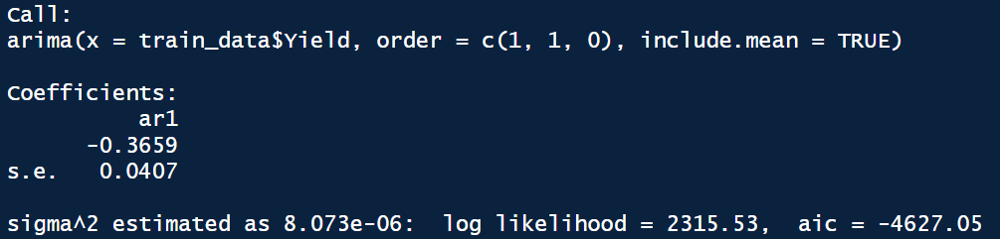 Call:
arima(x = train_data$Yield, order = c(1, 1, 0), include.mean = TRUE)
Coefficients:
ar1
-0.3659
s.e. 0.0407
sigma^2 estimated as 8.073e-06: log likelihood = 2315.53, aic = -4627.05